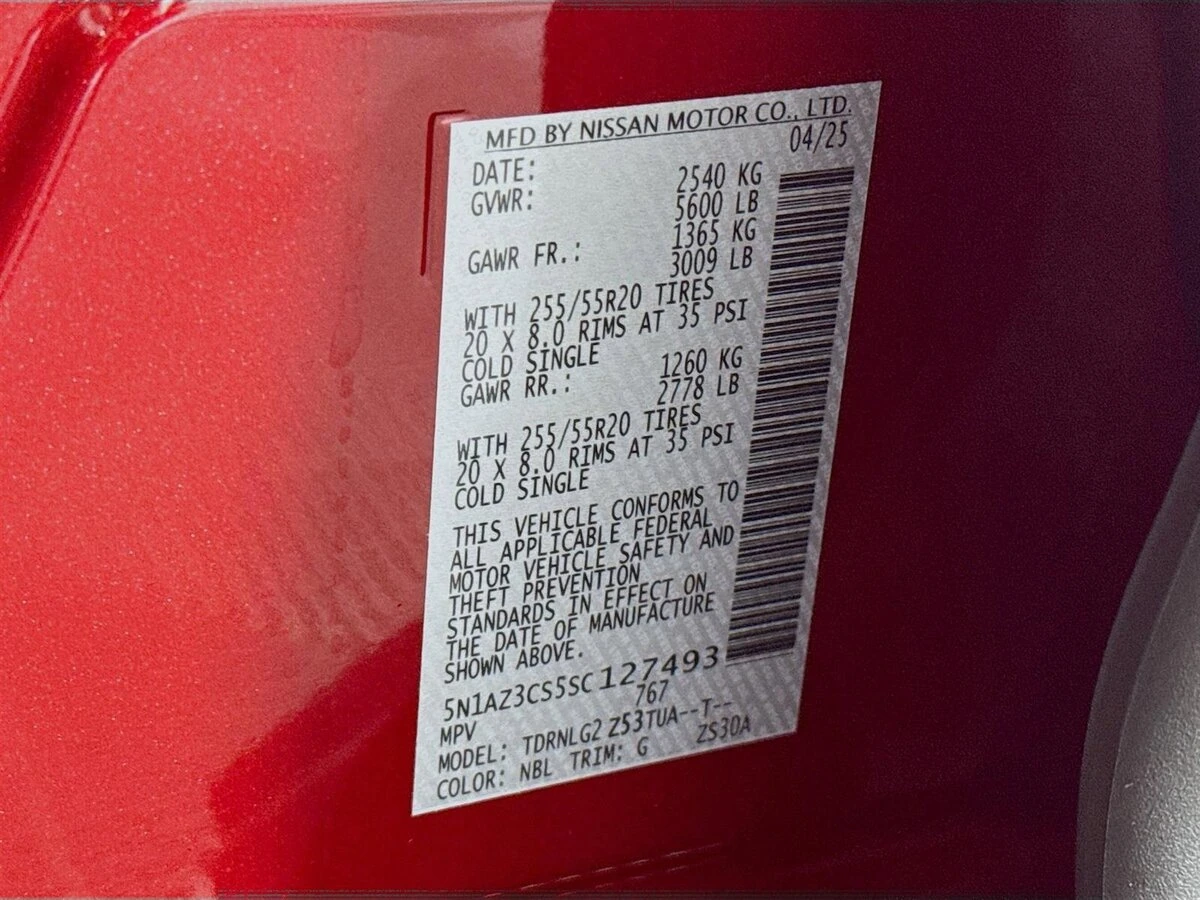 MFD BY NISSAN MOTOR CO., LTD.
DATE: 04/25
GVWR: 2540 KG
5600 LB
GAWR FR.: 1365 KG
3009 LB
WITH 255/55R20 TIRES
20 X 8.0 RIMS AT 35 PSI
COLD SINGLE
GAWR RR.: 1260 KG
2778 LB
WITH 255/55R20 TIRES
20 X 8.0 RIMS AT 35 PSI
COLD SINGLE
THIS VEHICLE CONFORMS TO
ALL APPLICABLE FEDERAL
MOTOR VEHICLE SAFETY AND
THEFT PREVENTION
STANDARDS IN EFFECT ON
THE DATE OF MANUFACTURE
SHOWN ABOVE.
5N1AZ3CS5SC127493
MPV 767
MODEL: TDRNLG2 Z53TUA--T--
COLOR: NBL TRIM: G ZS30A